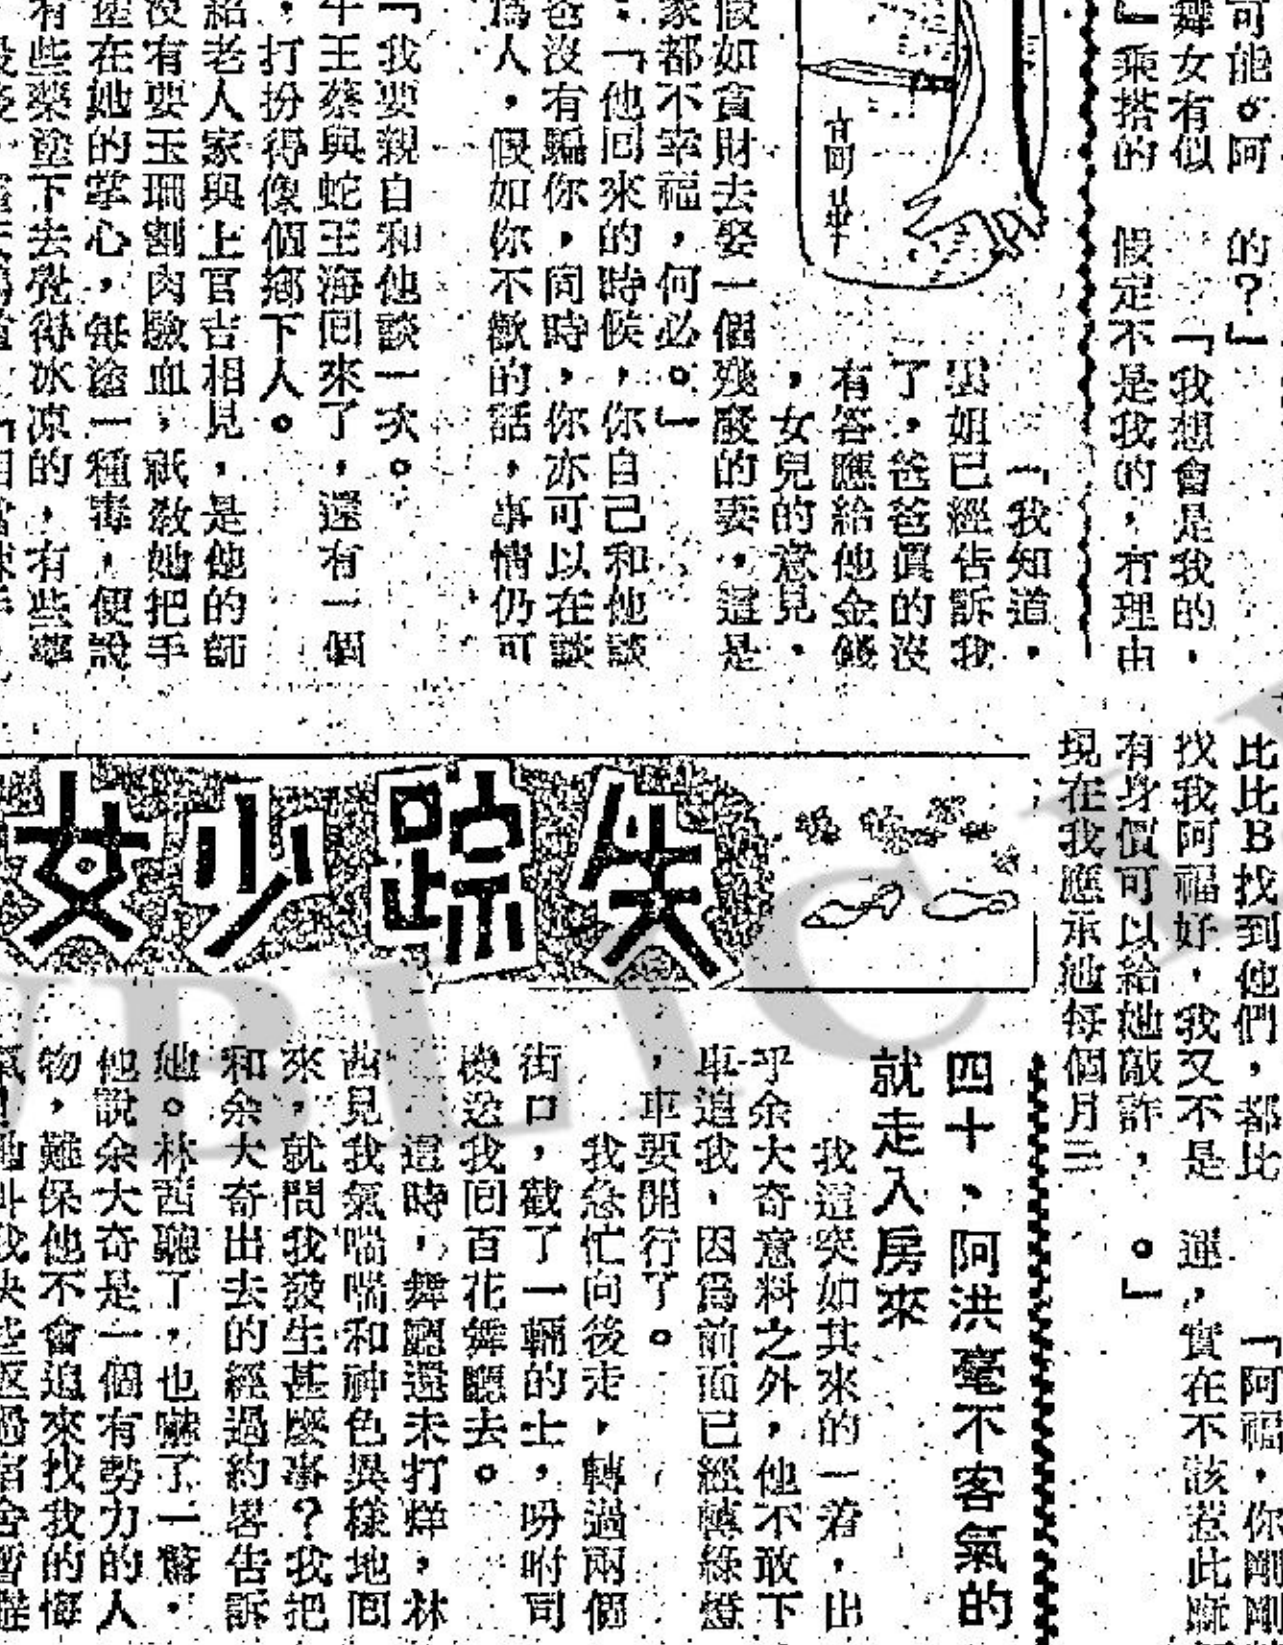 可能。阿
舞女有似
』乘搭的
的?」
「我想會是我的,
假定不是我的,有理由
「我知道,
雲姐已經告訴我
了,爸爸眞的沒
有答應給他金錢
,女兒的意見,
假如貪財去娶一個殘廢的妻,這是
家都不幸福,何必。」
:「他回來的時候,你自己和他談
爸沒有騙你,同時,你亦可以在談
爲人,假如你不歡的話,事情仍可
「我要親自和他談一次。
牛王蔡與蛇王海回來了,還有一個
,打扮得像個鄉下人。
紹老人家與上官吉相見,是他的師
沒有要玉珊割肉驗血,祇教她把手
塗在她的掌心,每塗一種毒,便說
有些藥塗下去覺得冰凍的,有些藥
比比B找到他們,都比
找我阿福好,我又不是
有身價可以給她敲詐,
現在我應承她每個月三
「阿福,你剛剛
運,實在不該惹此麻
。」
失踪少女
四十、阿洪毫不客氣的
就走入房來
我這突如其來的一着,出
乎余大奇意料之外,他不敢下
車追我,因爲前面已經轉綠燈
,車要開行了。
我急忙向後走,轉過兩個
街口,截了一輛的士,吩咐司
機送我回百花舞廳去。
這時,舞廳還未打烊,林
茜見我氣喘喘和神色異樣地回
來,就問我發生甚麼事?我把
和余大奇出去的經過約畧告訴
她。林茜聽了,也嚇了一驚,
他說余大奇是一個有勢力的人
物,難保他不會追來找我的悔
氣
PUBLIC